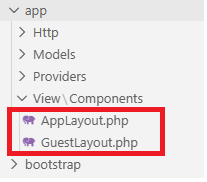 app
Http
Models
Providers
View\Components
AppLayout.php
GuestLayout.php
bootstrap